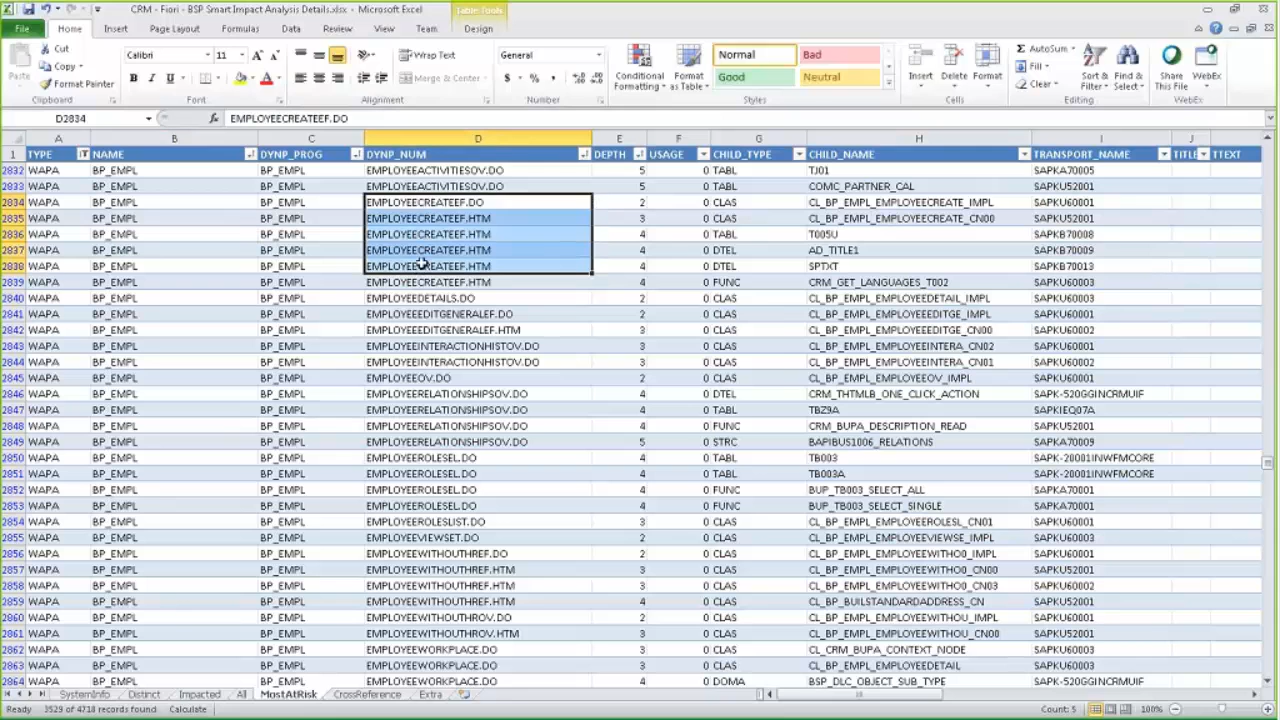 CRM - Fiori - BSP Smart Impact Analysis Details.xlsx - Microsoft Excel
Table Tools
File Home Insert Page Layout Formulas Data Review View Team Design
Paste Cut Copy Format Painter Clipboard
Calibri 11 Font
Wrap Text Merge & Center Alignment
General Number
Conditional Formatting Format as Table Normal Bad Good Neutral Styles
Insert Delete Format Cells
AutoSum Fill Clear Sort & Filter Find & Select Editing
Share This File WebEx WebEx
D2834 fx EMPLOYEECREATEEF.DO
A B C D E F G H I J
1 TYPE NAME DYNP_PROG DYNP_NUM DEPTH USAGE CHILD_TYPE CHILD_NAME TRANSPORT_NAME TITLE TTEXT
2832 WAPA BP_EMPL BP_EMPL EMPLOYEEACTIVITIESOV.DO 5 0 TABL TJ01 SAPKA70005
2833 WAPA BP_EMPL BP_EMPL EMPLOYEEACTIVITIESOV.DO 5 0 TABL COMC_PARTNER_CAL SAPKU52001
2834 WAPA BP_EMPL BP_EMPL EMPLOYEECREATEEF.DO 2 0 CLAS CL_BP_EMPL_EMPLOYEECREATE_IMPL SAPKU60001
2835 WAPA BP_EMPL BP_EMPL EMPLOYEECREATEEF.HTM 3 0 CLAS CL_BP_EMPL_EMPLOYEECREATE_CN00 SAPKU52001
2836 WAPA BP_EMPL BP_EMPL EMPLOYEECREATEEF.HTM 4 0 TABL T005U SAPKB70008
2837 WAPA BP_EMPL BP_EMPL EMPLOYEECREATEEF.HTM 4 0 DTEL AD_TITLE1 SAPKB70009
2838 WAPA BP_EMPL BP_EMPL EMPLOYEECREATEEF.HTM 4 0 DTEL SPTXT SAPKB70013
2839 WAPA BP_EMPL BP_EMPL EMPLOYEECREATEEF.HTM 4 0 FUNC CRM_GET_LANGUAGES_T002 SAPKU60003
2840 WAPA BP_EMPL BP_EMPL EMPLOYEEDETAILS.DO 2 0 CLAS CL_BP_EMPL_EMPLOYEEDETAIL_IMPL SAPKU60003
2841 WAPA BP_EMPL BP_EMPL EMPLOYEEEDITGENERALEF.DO 2 0 CLAS CL_BP_EMPL_EMPLOYEEEDITGE_IMPL SAPKU60001
2842 WAPA BP_EMPL BP_EMPL EMPLOYEEEDITGENERALEF.HTM 3 0 CLAS CL_BP_EMPL_EMPLOYEEEDITGE_CN00 SAPKU60002
2843 WAPA BP_EMPL BP_EMPL EMPLOYEEINTERACTIONHISTOV.DO 3 0 CLAS CL_BP_EMPL_EMPLOYEEINTERA_CN02 SAPKU60001
2844 WAPA BP_EMPL BP_EMPL EMPLOYEEINTERACTIONHISTOV.DO 3 0 CLAS CL_BP_EMPL_EMPLOYEEINTERA_CN01 SAPKU60002
2845 WAPA BP_EMPL BP_EMPL EMPLOYEEOV.DO 2 0 CLAS CL_BP_EMPL_EMPLOYEEOV_IMPL SAPKU60001
2846 WAPA BP_EMPL BP_EMPL EMPLOYEERELATIONSHIPSOV.DO 4 0 DTEL CRM_THTMLB_ONE_CLICK_ACTION SAPK-520GGINCRMUIF
2847 WAPA BP_EMPL BP_EMPL EMPLOYEERELATIONSHIPSOV.DO 4 0 TABL TBZ9A SAPKIEQ07A
2848 WAPA BP_EMPL BP_EMPL EMPLOYEERELATIONSHIPSOV.DO 4 0 FUNC CRM_BUPA_DESCRIPTION_READ SAPKU52001
2849 WAPA BP_EMPL BP_EMPL EMPLOYEERELATIONSHIPSOV.DO 5 0 STRC BAPIBUS1006_RELATIONS SAPKA70009
2850 WAPA BP_EMPL BP_EMPL EMPLOYEEROLESEL.DO 4 0 TABL TB003 SAPK-20001INWFMCORE
2851 WAPA BP_EMPL BP_EMPL EMPLOYEEROLESEL.DO 4 0 TABL TB003A SAPK-20001INWFMCORE
2852 WAPA BP_EMPL BP_EMPL EMPLOYEEROLESEL.DO 4 0 FUNC BUP_TB003_SELECT_ALL SAPKA70001
2853 WAPA BP_EMPL BP_EMPL EMPLOYEEROLESEL.DO 4 0 FUNC BUP_TB003_SELECT_SINGLE SAPKA70001
2854 WAPA BP_EMPL BP_EMPL EMPLOYEEROLESLIST.DO 3 0 CLAS CL_BP_EMPL_EMPLOYEEROLESL_CN01 SAPKU60001
2855 WAPA BP_EMPL BP_EMPL EMPLOYEEVIEWSET.DO 2 0 CLAS CL_BP_EMPL_EMPLOYEEVIEWSE_IMPL SAPKU60003
2856 WAPA BP_EMPL BP_EMPL EMPLOYEEWITHOUTHREF.DO 2 0 CLAS CL_BP_EMPL_EMPLOYEEWITHO0_IMPL SAPKU60001
2857 WAPA BP_EMPL BP_EMPL EMPLOYEEWITHOUTHREF.HTM 3 0 CLAS CL_BP_EMPL_EMPLOYEEWITHO0_CN00 SAPKU52001
2858 WAPA BP_EMPL BP_EMPL EMPLOYEEWITHOUTHREF.HTM 3 0 CLAS CL_BP_EMPL_EMPLOYEEWITHO0_CN03 SAPKU60002
2859 WAPA BP_EMPL BP_EMPL EMPLOYEEWITHOUTHREF.HTM 4 0 CLAS CL_BP_BUILSTANDARDADDRESS_CN SAPKU52001
2860 WAPA BP_EMPL BP_EMPL EMPLOYEEWITHOUTHROV.DO 2 0 CLAS CL_BP_EMPL_EMPLOYEEWITHOU_IMPL SAPKU60001
2861 WAPA BP_EMPL BP_EMPL EMPLOYEEWITHOUTHROV.HTM 3 0 CLAS CL_BP_EMPL_EMPLOYEEWITHOU_CN00 SAPKU52001
2862 WAPA BP_EMPL BP_EMPL EMPLOYEEWORKPLACE.DO 3 0 CLAS CL_CRM_BUPA_CONTEXT_NODE SAPKU60003
2863 WAPA BP_EMPL BP_EMPL EMPLOYEEWORKPLACE.DO 3 0 CLAS CL_BP_EMPL_EMPLOYEEDETAIL SAPKU60003
2864 WAPA BP_EMPL BP_EMPL EMPLOYEEWORKPLACE.DO 4 0 DOMA BSP_DLC_OBJECT_SUB_TYPE SAPK-520GGINCRMUIF
SystemInfo Distinct Impacted All MostAtRisk CrossReference Extra
Ready 3529 of 4718 records found Calculate Count: 5 100%